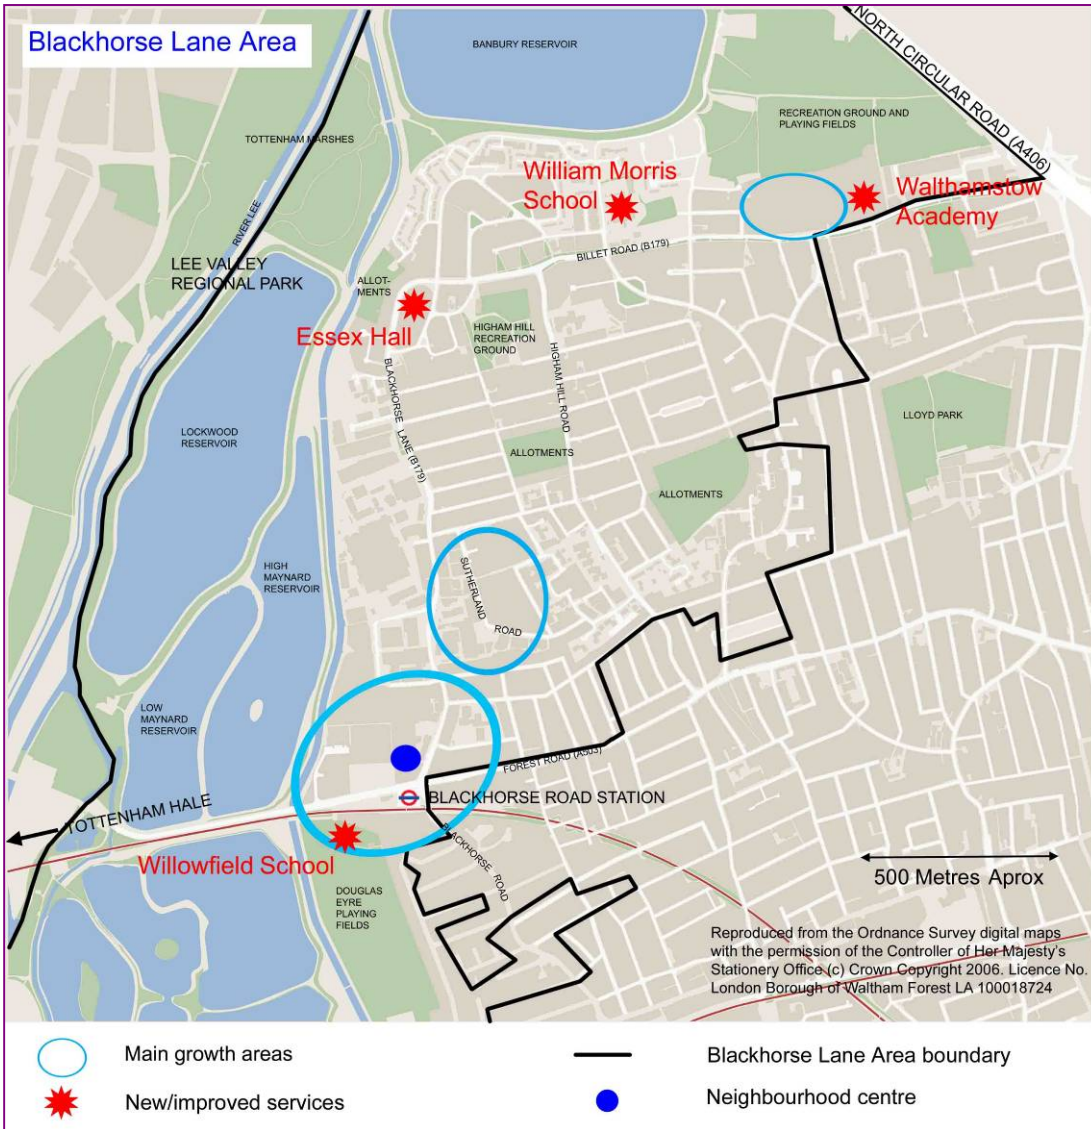 Blackhorse Lane Area
BANBURY RESERVOIR
NORTH CIRCULAR ROAD (A406)
RECREATION GROUND AND
PLAYING FIELDS
TOTTENHAM MARSHES
William Morris
School
Walthamstow
Academy
RIVER LEE
LEE VALLEY
REGIONAL PARK
BILLET ROAD (B179)
ALLOT-
MENTS
Essex Hall
HIGHAM HILL
RECREATION
GROUND
HIGHAM HILL ROAD
BLACKHORSE LANE (B179)
LLOYD PARK
LOCKWOOD
RESERVOIR
ALLOTMENTS
ALLOTMENTS
HIGH
MAYNARD
RESERVOIR
SUTHERLAND
ROAD
LOW
MAYNARD
RESERVOIR
FOREST ROAD (A503)
BLACKHORSE ROAD STATION
TOTTENHAM HALE
BLACKHORSE ROAD
Willowfield School
500 Metres Aprox
DOUGLAS
EYRE
PLAYING
FIELDS
Reproduced from the Ordnance Survey digital maps
with the permission of the Controller of Her Majesty's
Stationery Office (c) Crown Copyright 2006. Licence No.
London Borough of Waltham Forest LA 100018724
Main growth areas
Blackhorse Lane Area boundary
New/improved services
Neighbourhood centre